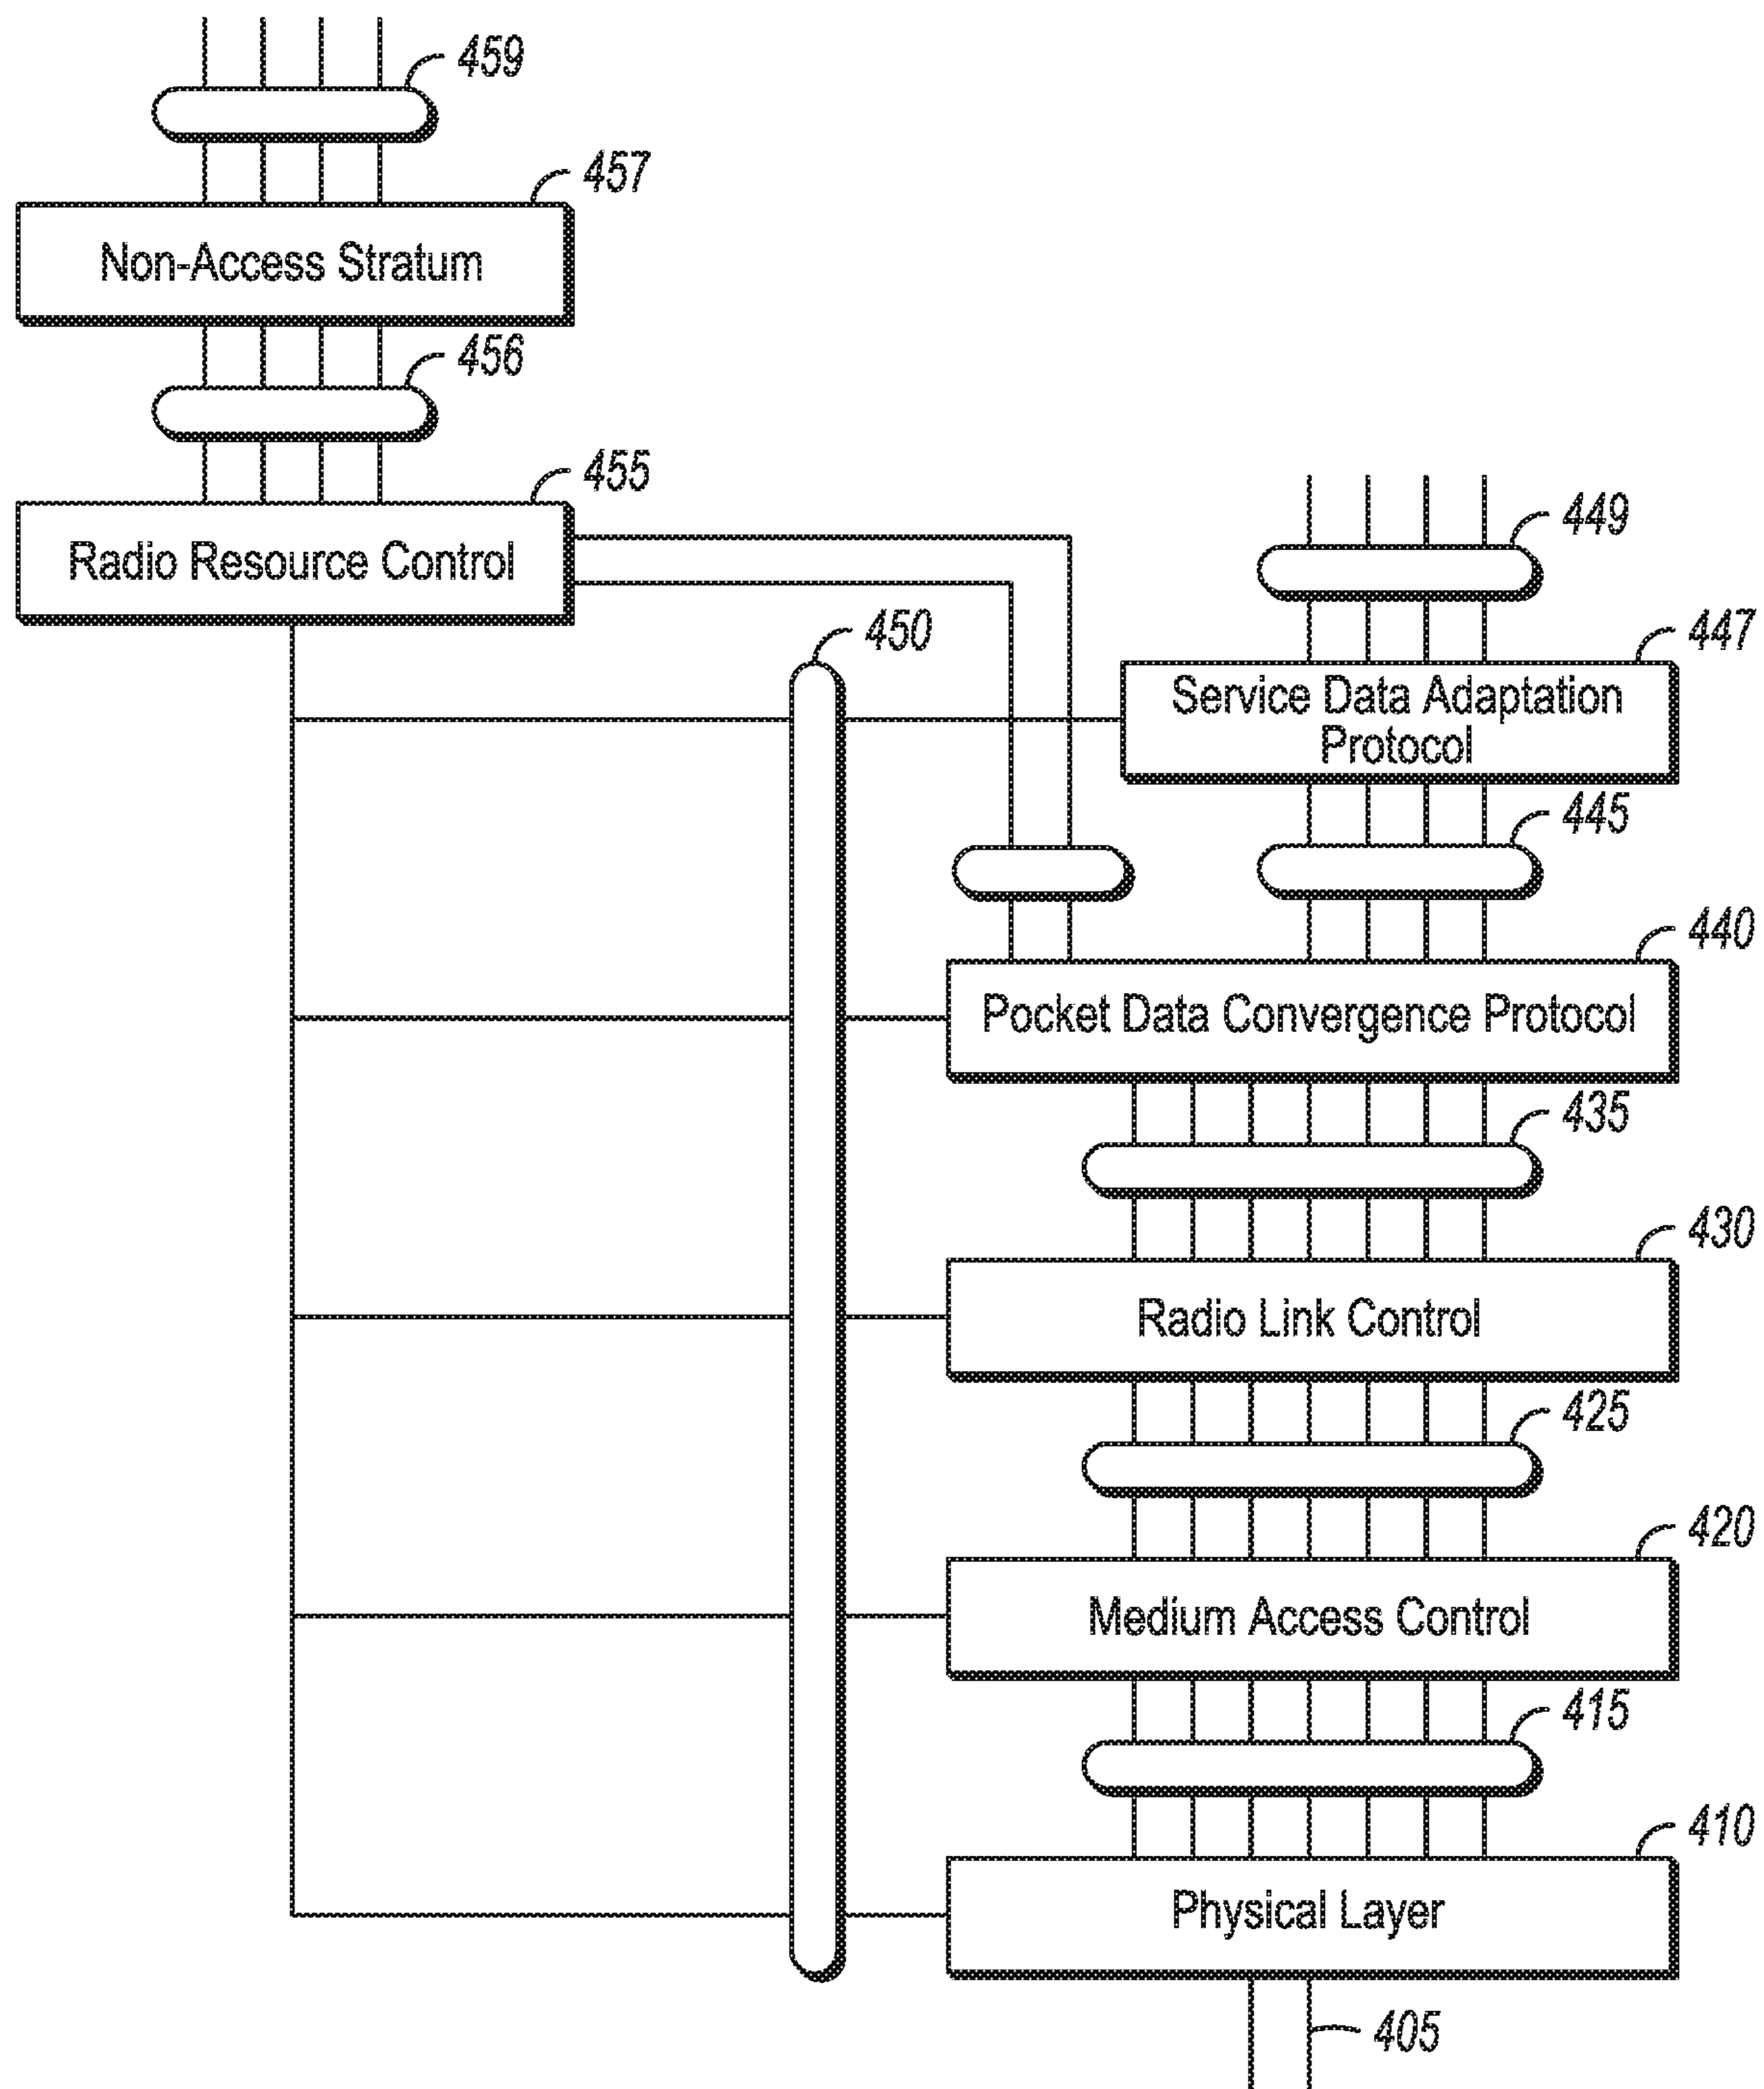 459
457
Non-Access Stratum
456
455
Radio Resource Control
449
450
447
Service Data Adaptation
Protocol
445
440
Pocket Data Convergence Protocol
435
430
Radio Link Control
425
420
Medium Access Control
415
410
Physical Layer
405